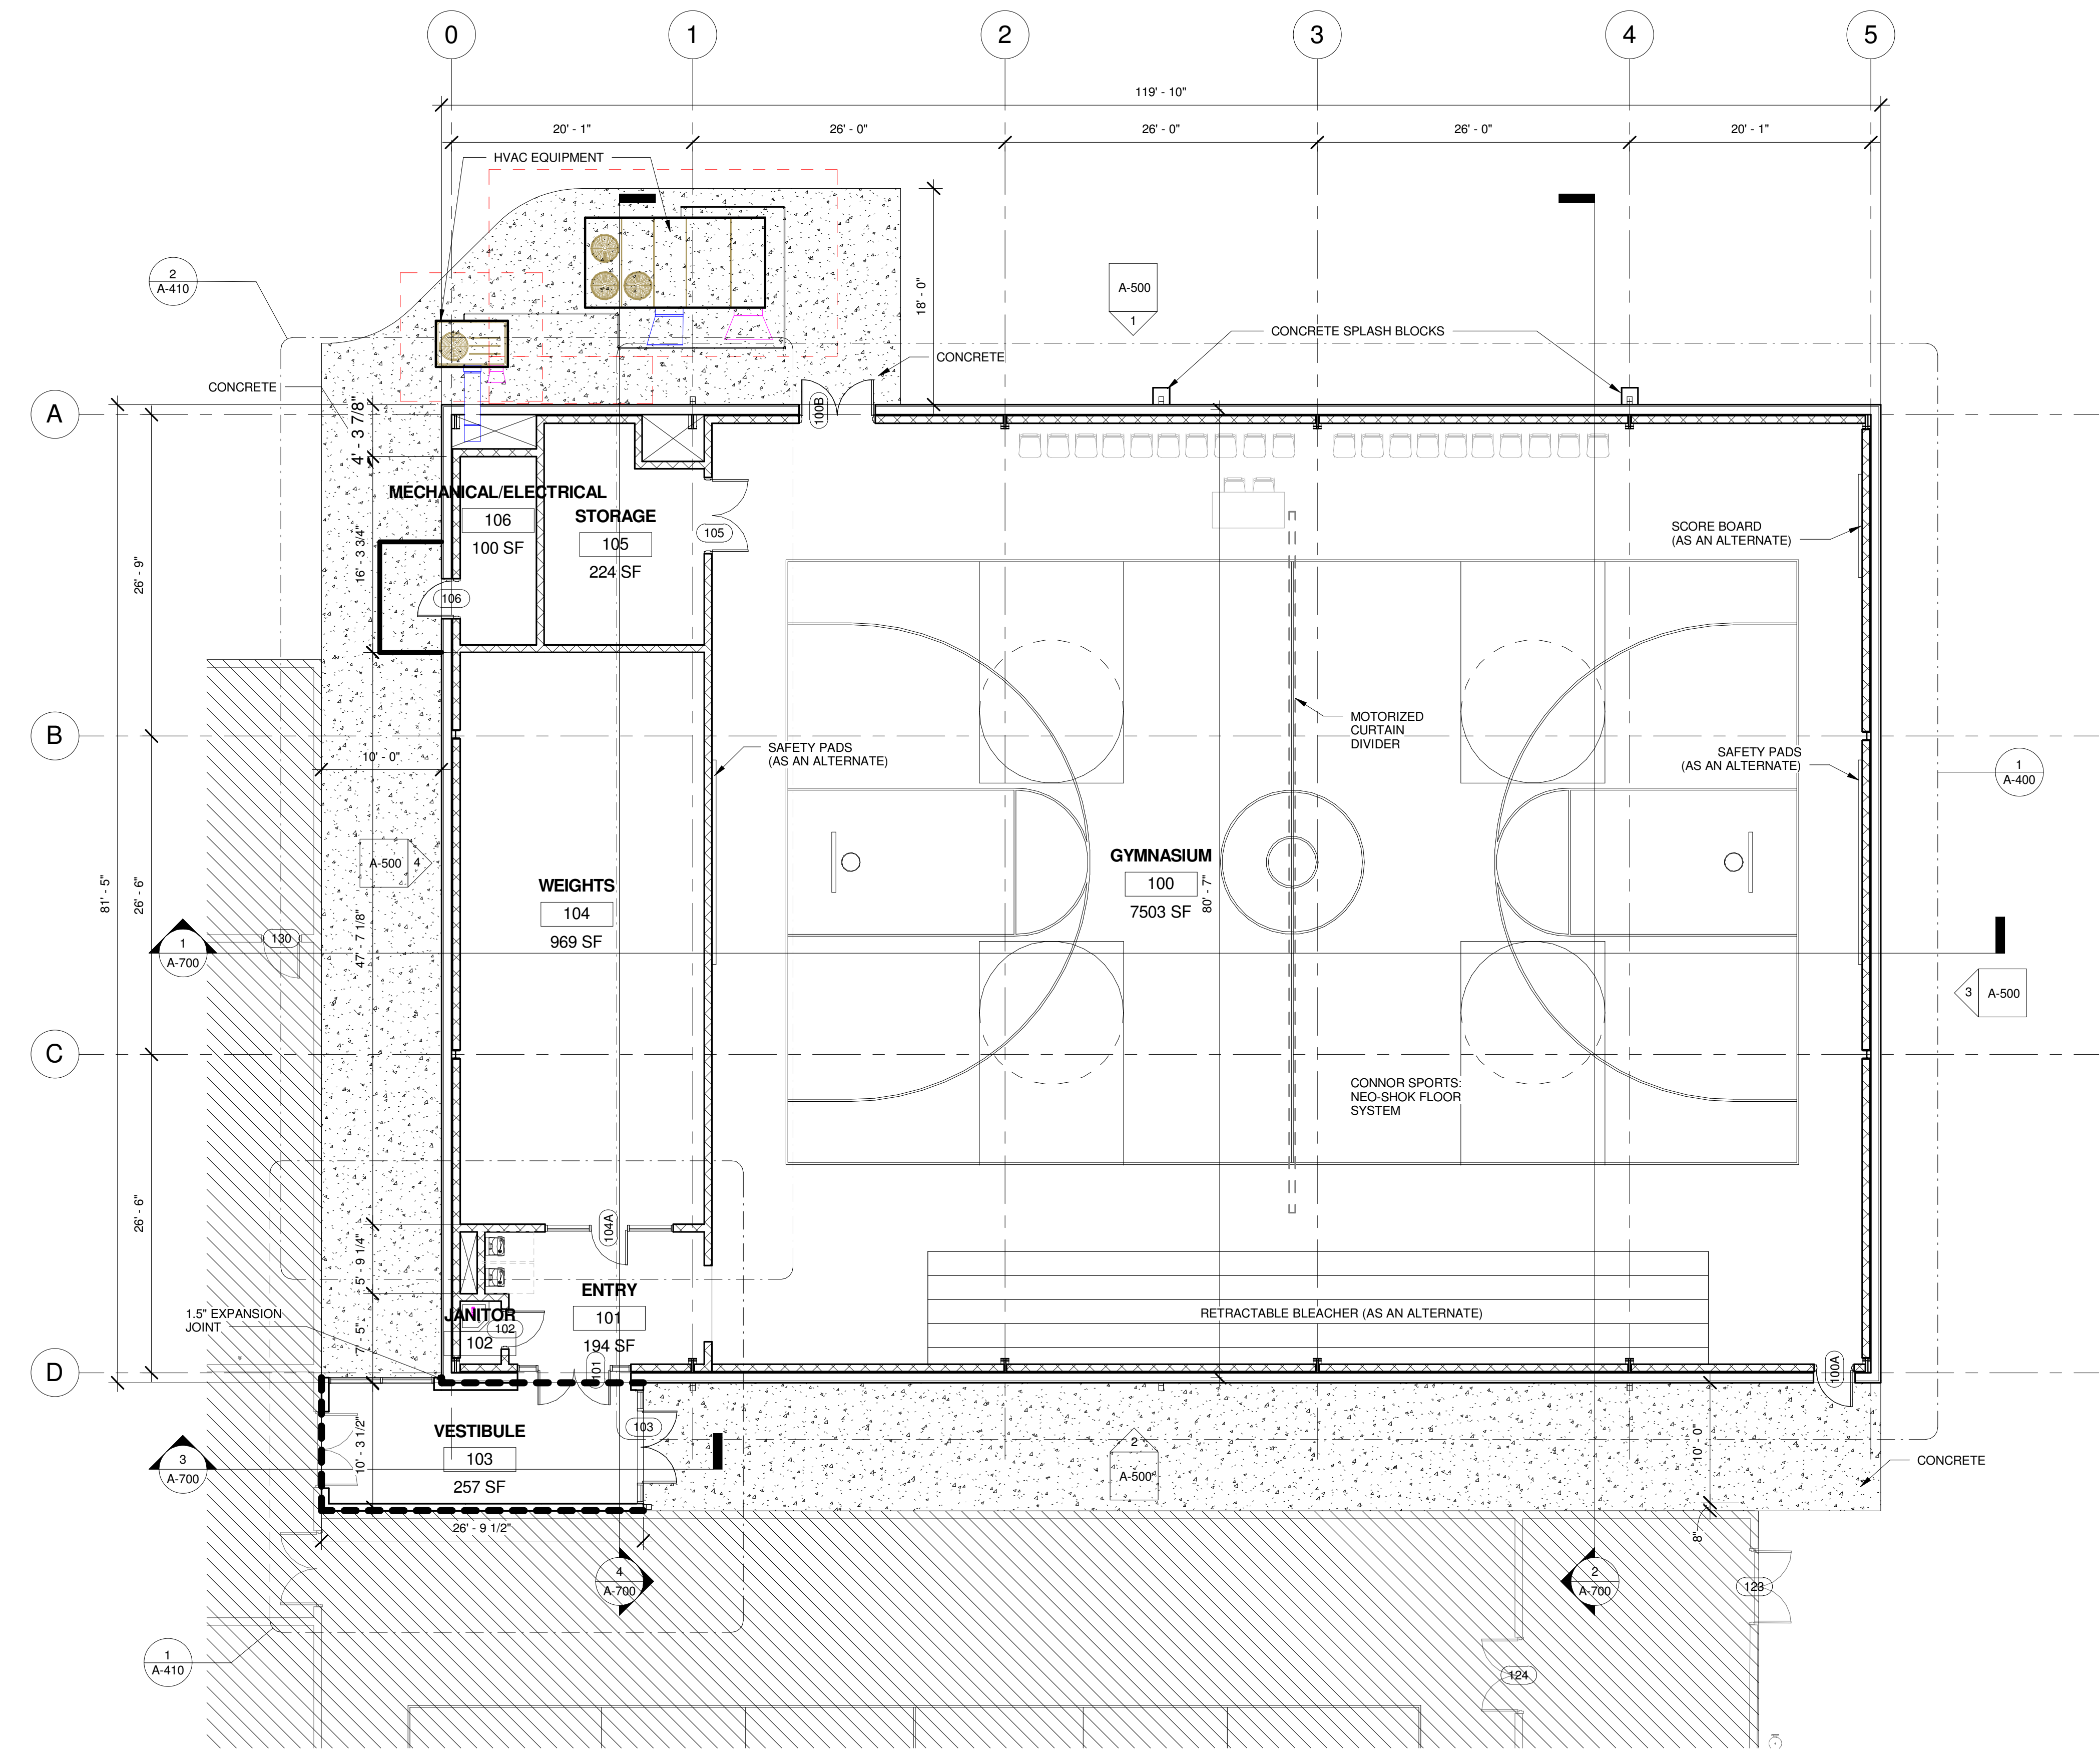 0
1
2
3
4
5
119' - 10"
20' - 1"
26' - 0"
26' - 0"
26' - 0"
20' - 1"
HVAC EQUIPMENT
2
A-410
18' - 0"
A-500
1
CONCRETE SPLASH BLOCKS
CONCRETE
CONCRETE
4' - 3 7/8"
A
100B
MECHANICAL/ELECTRICAL
106
100 SF
STORAGE
105
224 SF
105
SCORE BOARD
(AS AN ALTERNATE)
16' - 3 3/4"
26' - 9"
106
B
10' - 0"
SAFETY PADS
(AS AN ALTERNATE)
MOTORIZED
CURTAIN
DIVIDER
SAFETY PADS
(AS AN ALTERNATE)
1
A-400
81' - 5"
26' - 6"
A-500
4
WEIGHTS
104
969 SF
GYMNASIUM
100
7503 SF
80' - 7"
47' - 7 1/8"
130
1
A-700
3
A-500
C
CONNOR SPORTS:
NEO-SHOK FLOOR
SYSTEM
26' - 6"
104A
5' - 9 1/4"
ENTRY
101
194 SF
1.5" EXPANSION
JOINT
JANITOR
102
102
7' - 5"
RETRACTABLE BLEACHER (AS AN ALTERNATE)
D
101
100A
VESTIBULE
103
257 SF
103
10' - 3 1/2"
3
A-700
2
A-500
10' - 0"
CONCRETE
26' - 9 1/2"
8"
4
A-700
2
A-700
123
1
A-410
124